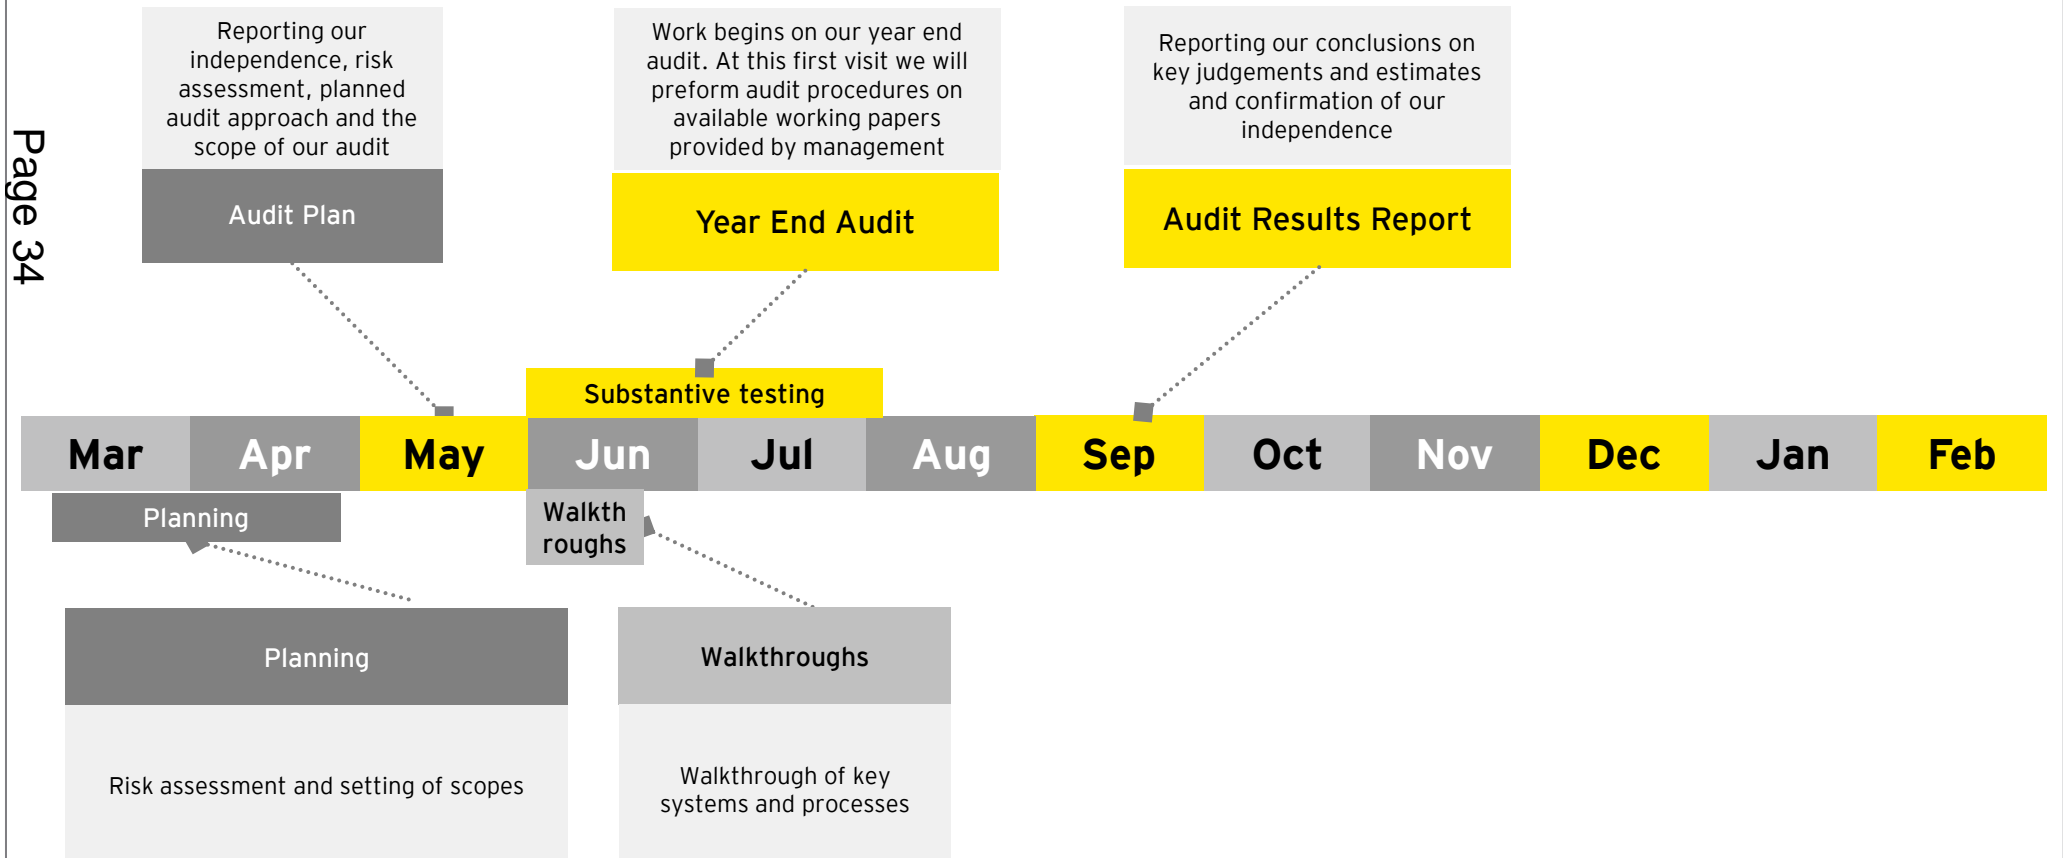 Page 34
Reporting our
independence, risk
assessment, planned
audit approach and the
scope of our audit
Audit Plan
Work begins on our year end
audit. At this first visit we will
preform audit procedures on
available working papers
provided by management
Year End Audit
Reporting our conclusions on
key judgements and estimates
and confirmation of our
independence
Audit Results Report
Substantive testing
Mar Apr May Jun Jul Aug Sep Oct Nov Dec Jan Feb
Planning
Walkth
roughs
Planning
Risk assessment and setting of scopes
Walkthroughs
Walkthrough of key
systems and processes